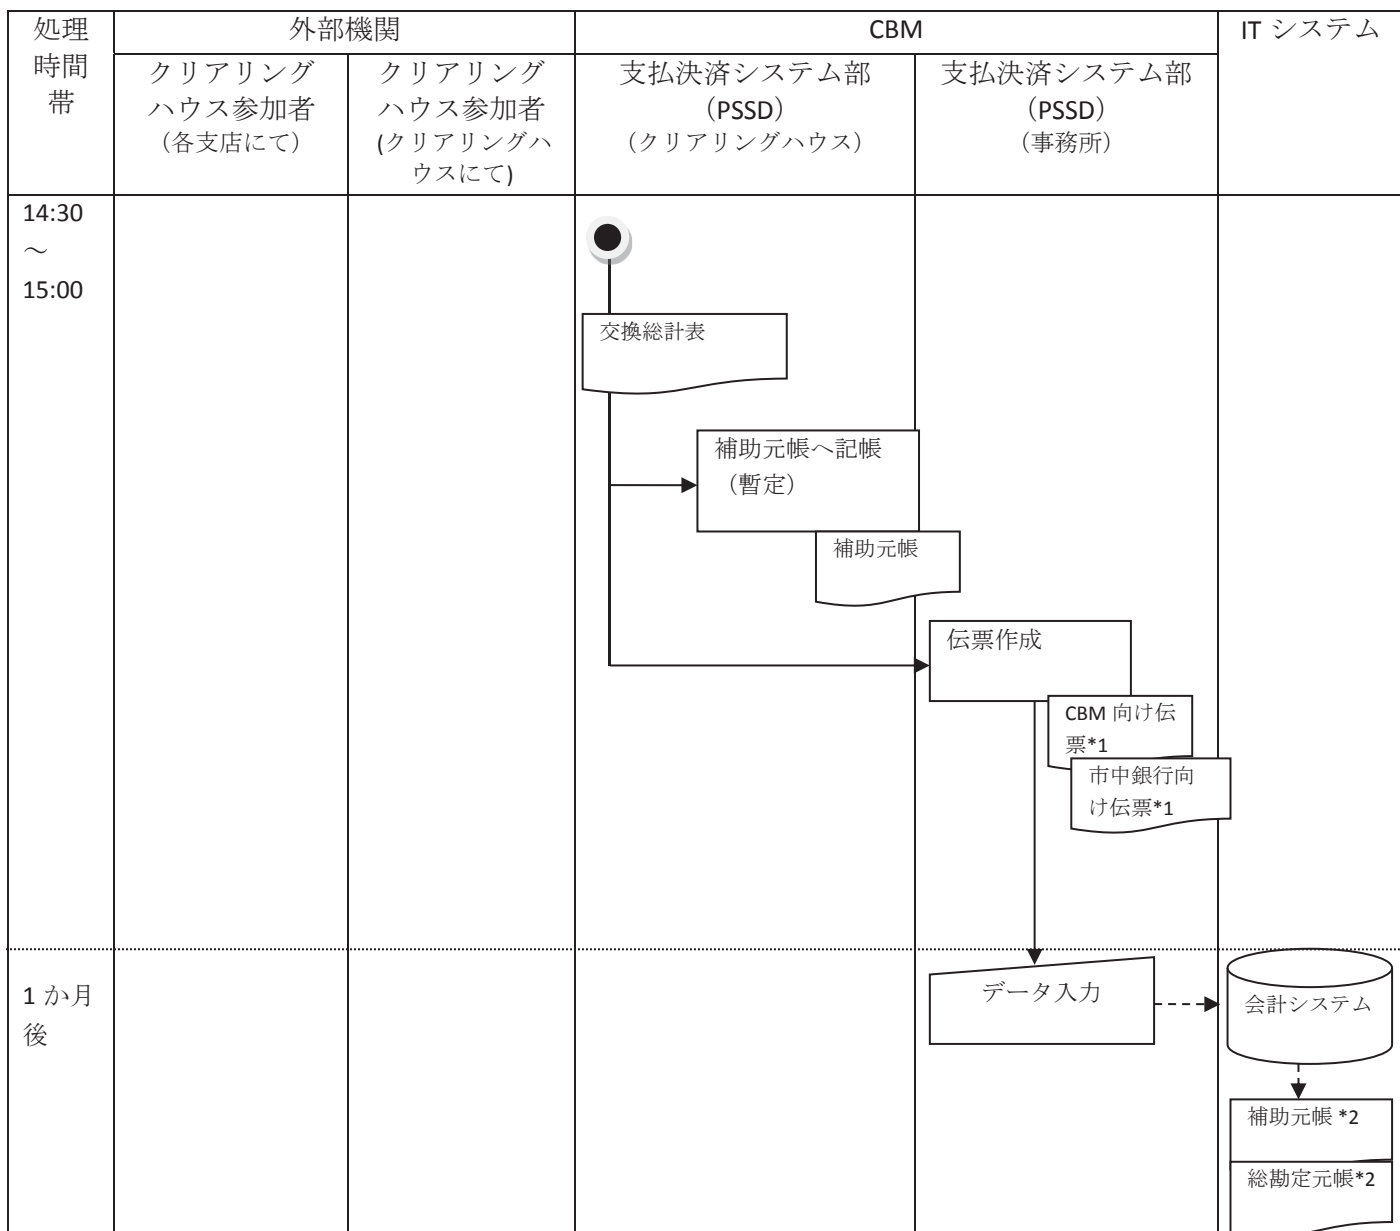 処理
時間
帯
外部機関
CBM
IT システム
クリアリング
ハウス参加者
（各支店にて）
クリアリング
ハウス参加者
(クリアリングハ
ウスにて)
支払決済システム部
（PSSD）
（クリアリングハウス）
支払決済システム部
（PSSD）
（事務所）
14:30
～
15:00
交換総計表
補助元帳へ記帳
（暫定）
補助元帳
伝票作成
CBM 向け伝
票*1
市中銀行向
け伝票*1
1 か月
後
データ入力
会計システム
補助元帳 *2
総勘定元帳*2